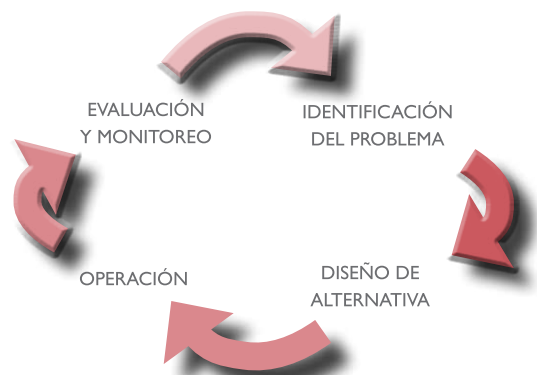 EVALUACIÓN
Y MONITOREO
IDENTIFICACIÓN
DEL PROBLEMA
OPERACIÓN
DISEÑO DE
ALTERNATIVA